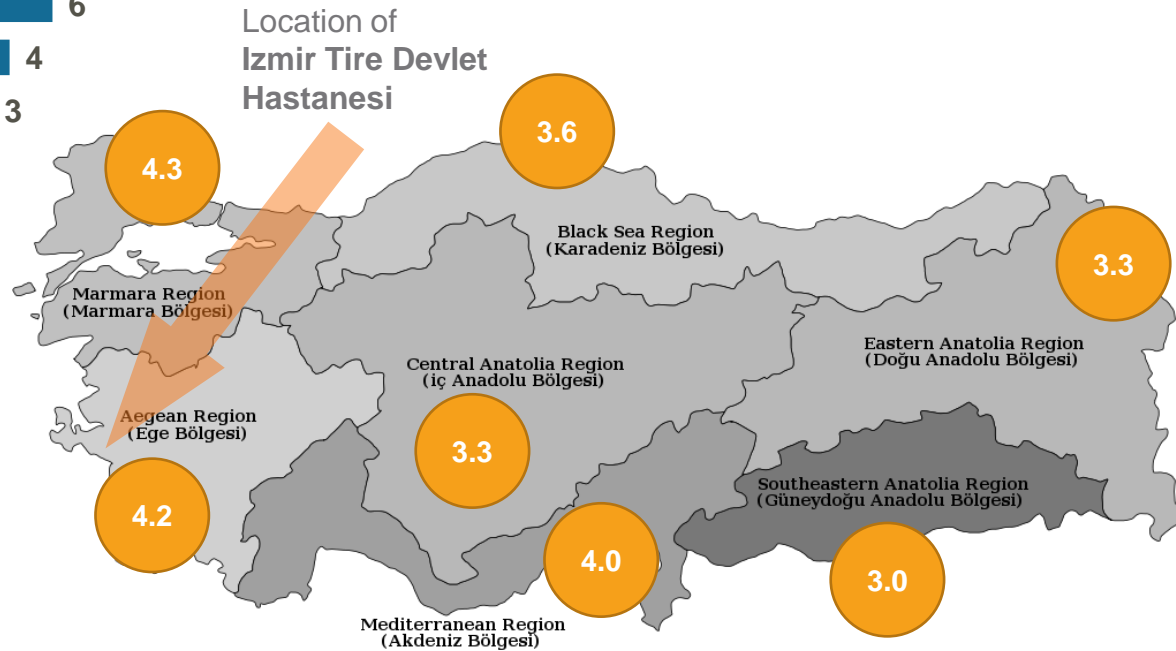 6
4
3
Location of
Izmir Tire Devlet
Hastanesi
4.3
3.6
Black Sea Region
(Karadeniz Bölgesi)
3.3
Marmara Region
(Marmara Bölgesi)
Eastern Anatolia Region
(Doğu Anadolu Bölgesi)
Central Anatolia Region
(iç Anadolu Bölgesi)
Aegean Region
(Ege Bölgesi)
3.3
Southeastern Anatolia Region
(Güneydoğu Anadolu Bölgesi)
4.2
4.0
3.0
Mediterranean Region
(Akdeniz Bölgesi)